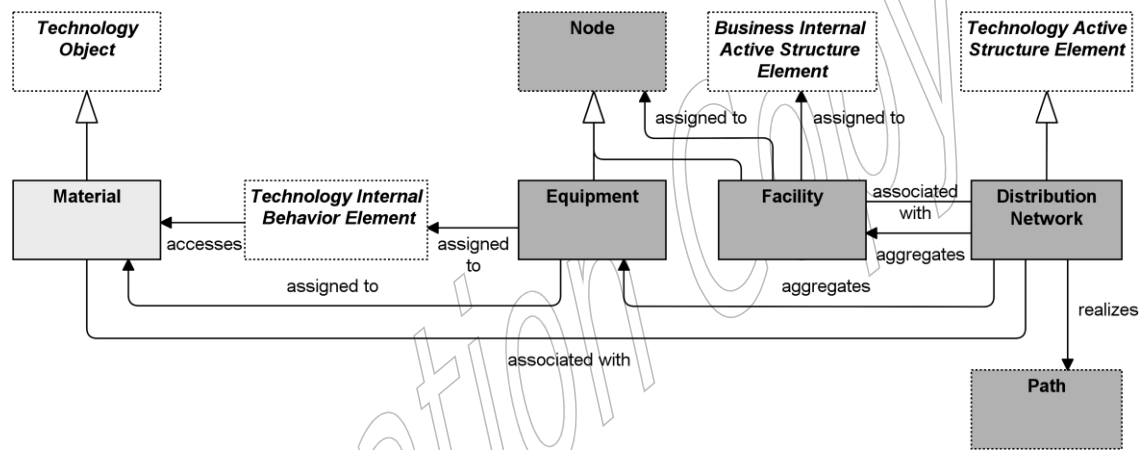 Technology
Object
Node
Business Internal
Active Structure
Element
Technology Active
Structure Element
assigned to
assigned to
Material
Technology Internal
Behavior Element
Equipment
Facility
associated
with
Distribution
Network
accesses
assigned
to
aggregates
assigned to
aggregates
realizes
associated with
Path